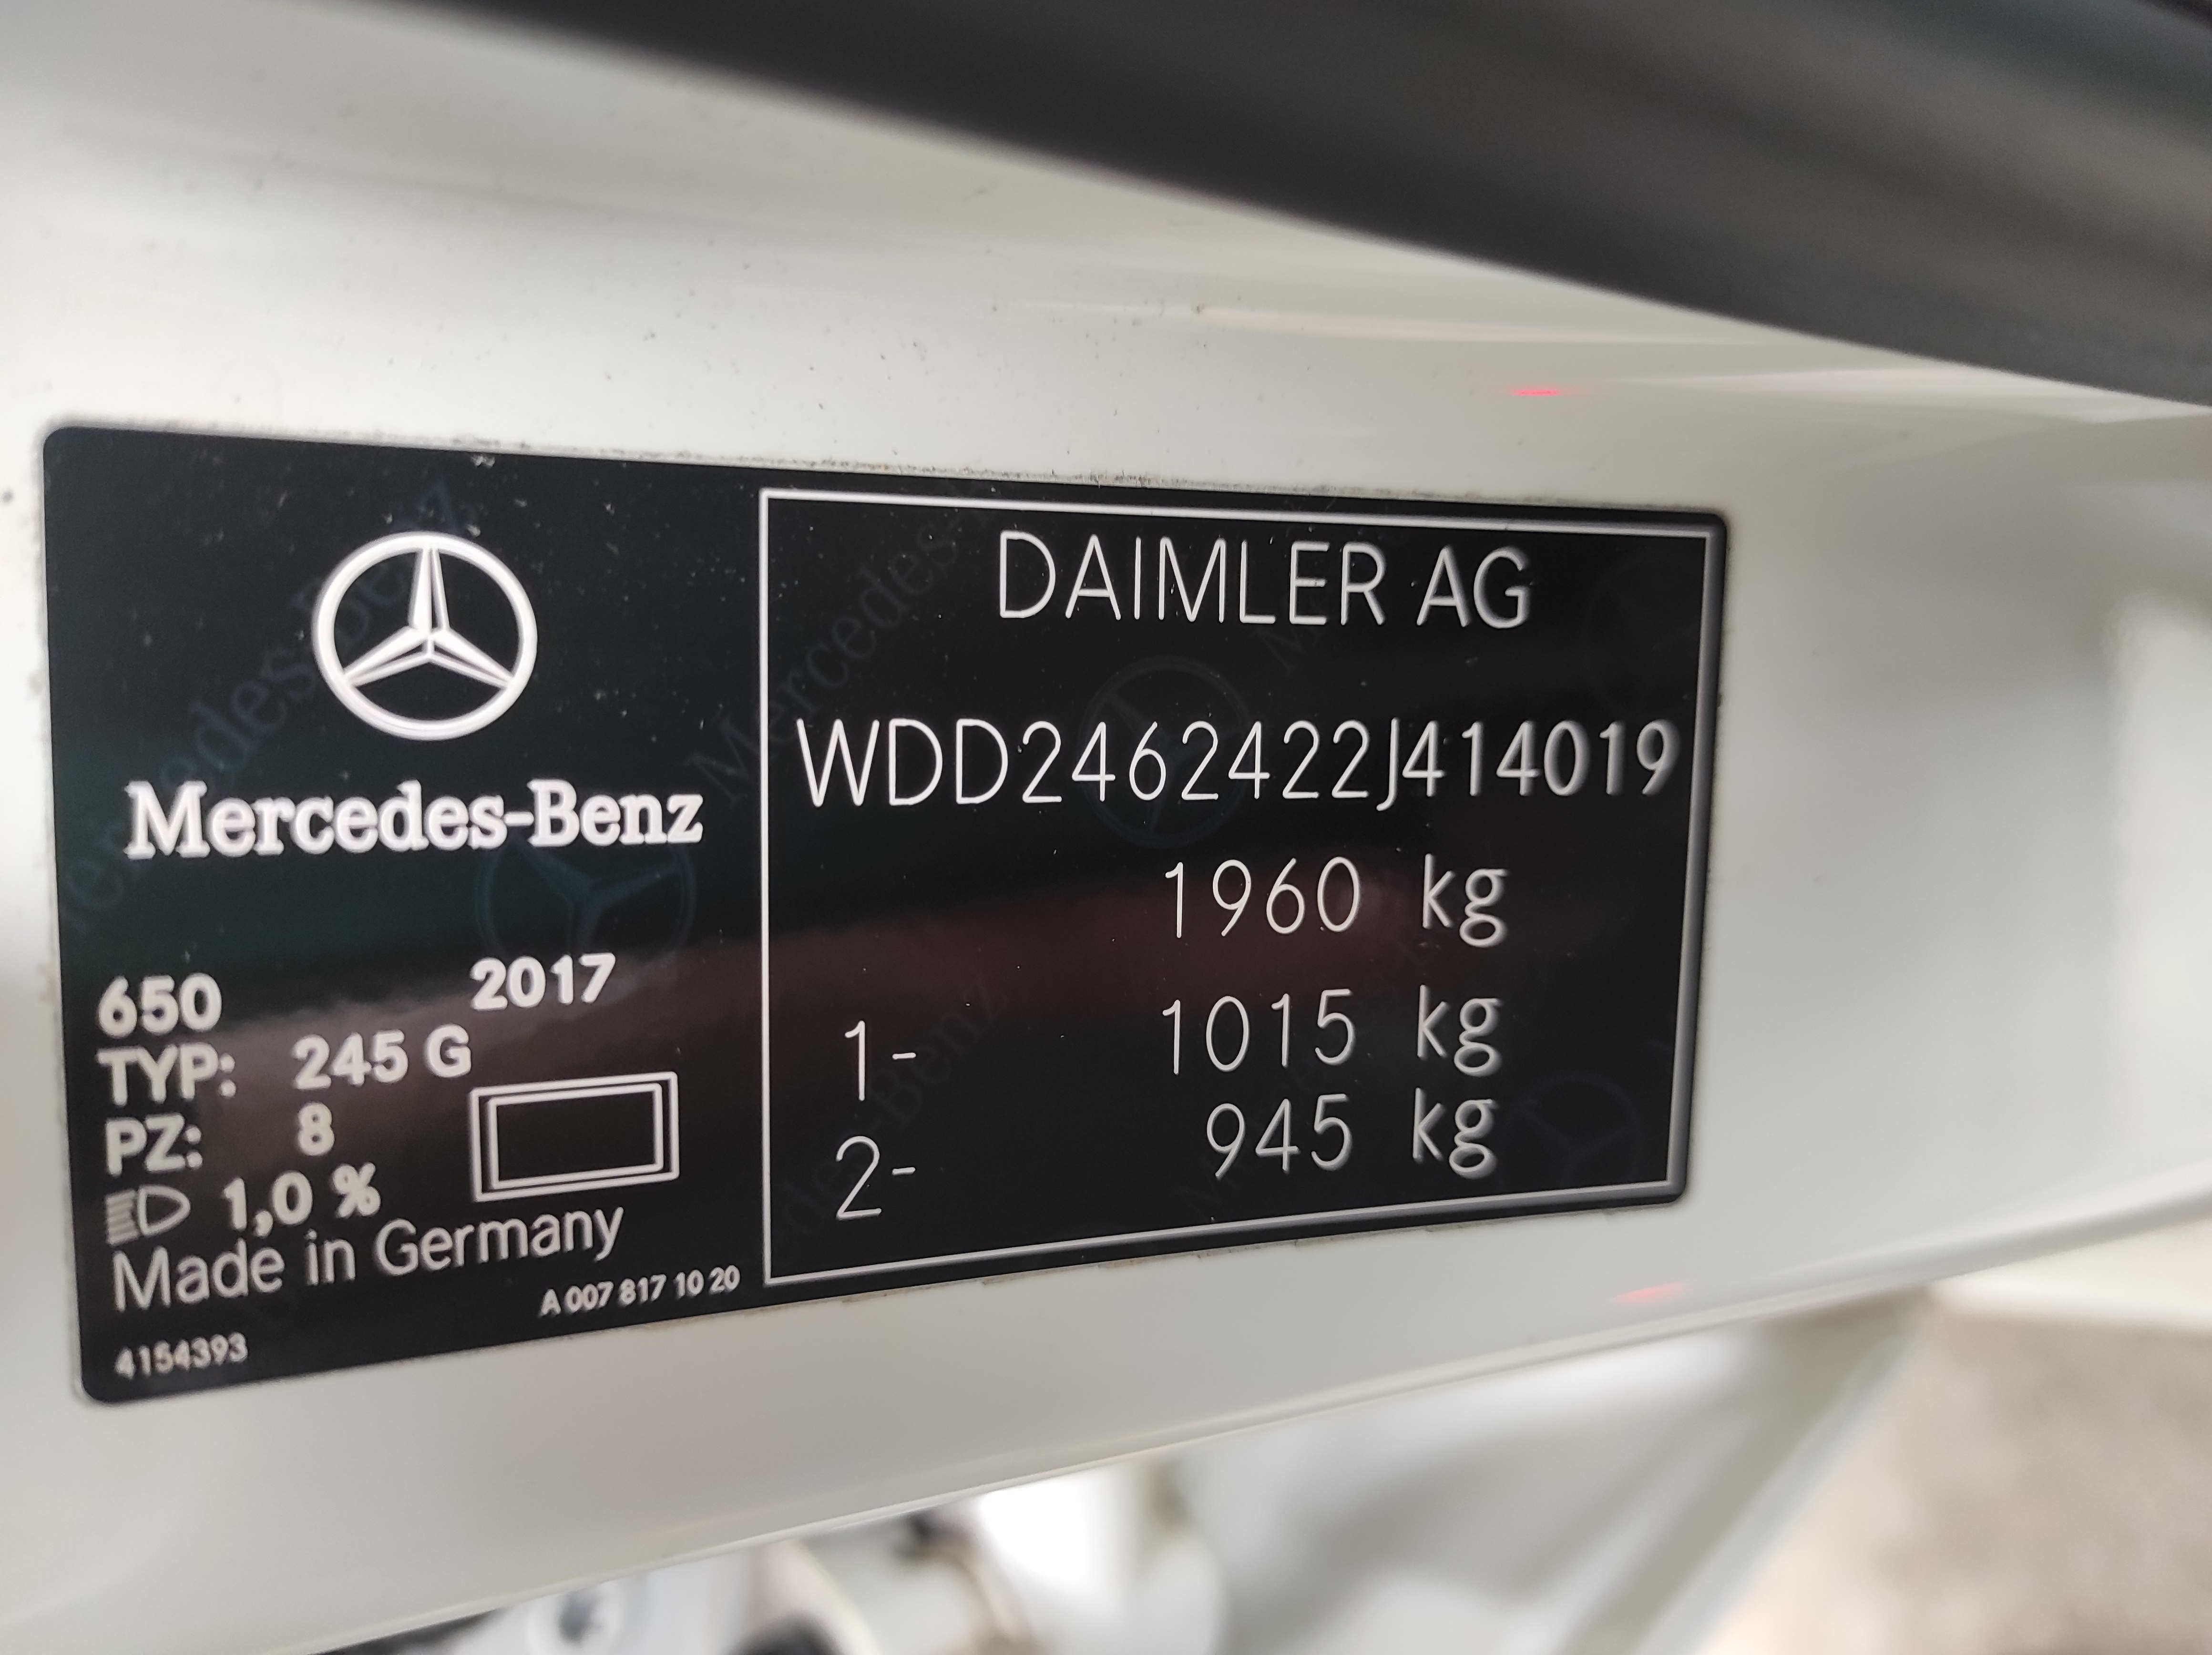 Mercedes-Benz
650 2017
TYP: 245 G
PZ: 8
1,0 %
Made in Germany
A 007 817 10 20
4154393
DAIMLER AG
WDD2462422J414019
1960 kg
1- 1015 kg
2- 945 kg